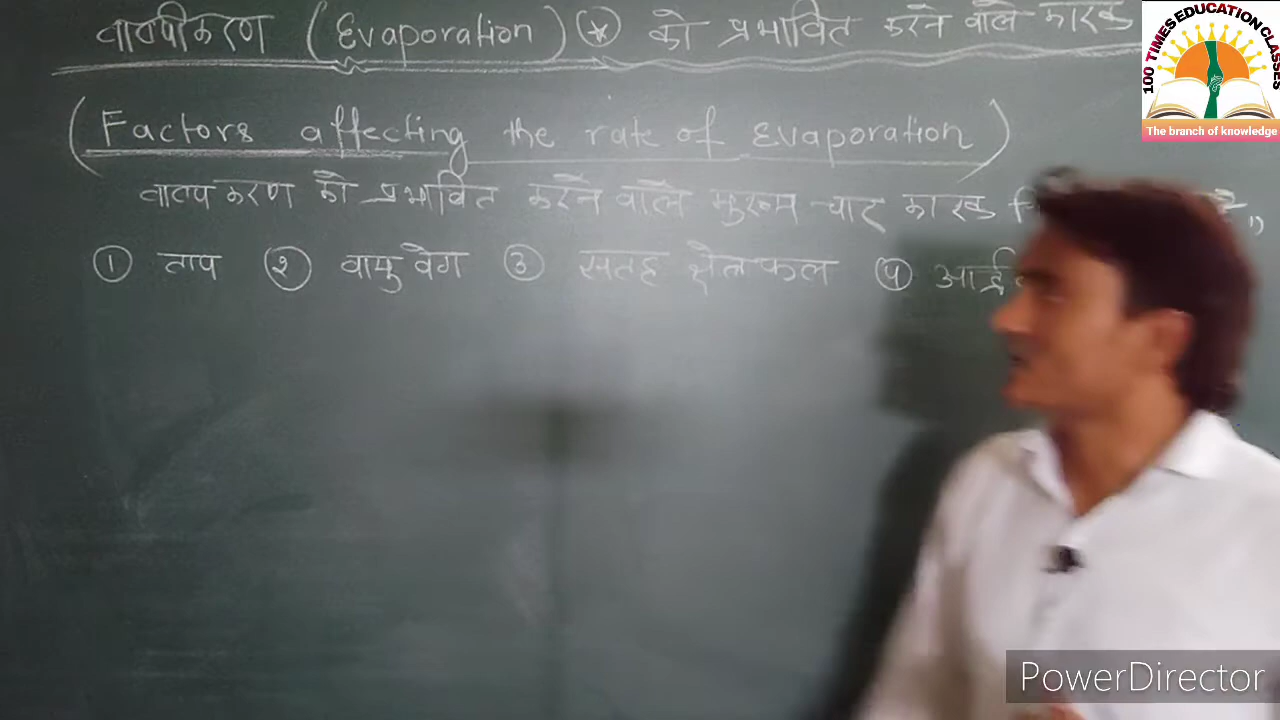 वाष्पीकरण (Evaporation) * को प्रभावित करने वाले कारक
(Factors affecting the rate of Evaporation)
वाष्पकरण को प्रभावित करने वाले मुख्य चार कारक
① ताप ② वायु वेग ③ सतह क्षेत्रफल ④
100 TIMES EDUCATION CLASSES
The branch of knowledge
PowerDirector